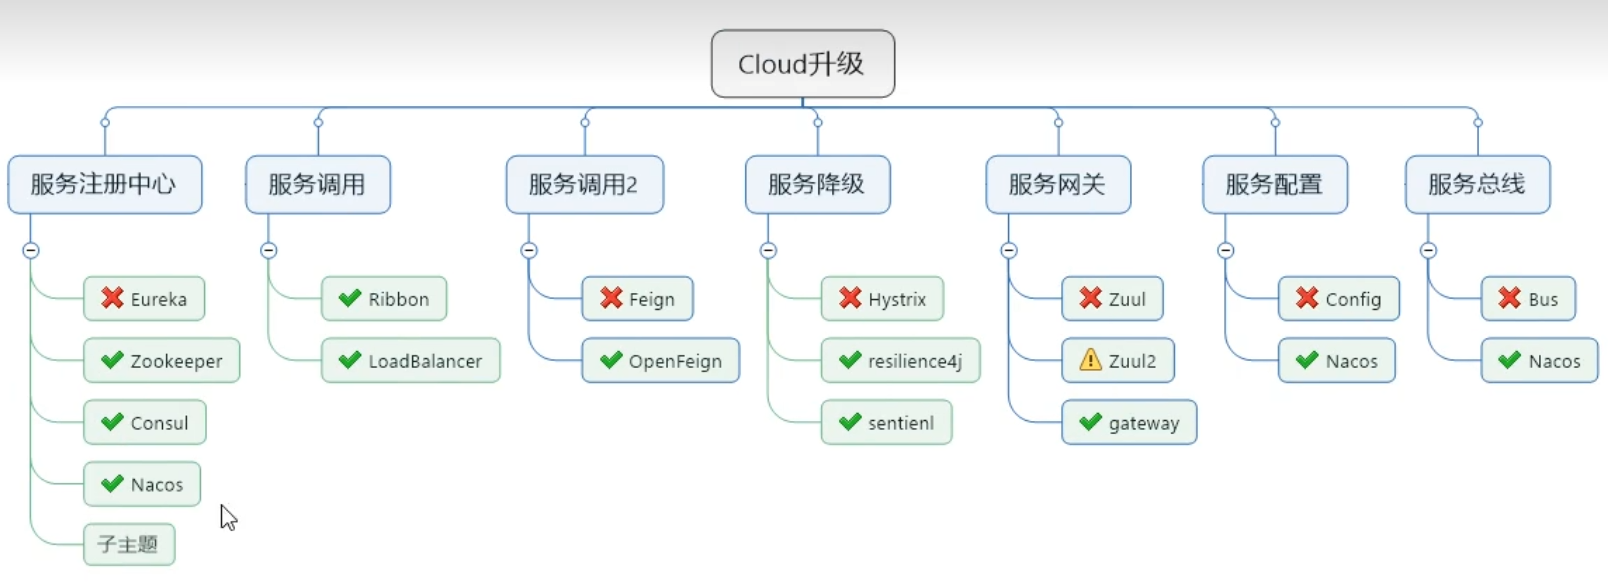 Cloud升级
服务注册中心
服务调用
服务调用2
服务降级
服务网关
服务配置
服务总线
Eureka
Zookeeper
Consul
Nacos
子主题
Ribbon
LoadBalancer
Feign
OpenFeign
Hystrix
resilience4j
sentienl
Zuul
Zuul2
gateway
Config
Nacos
Bus
Nacos